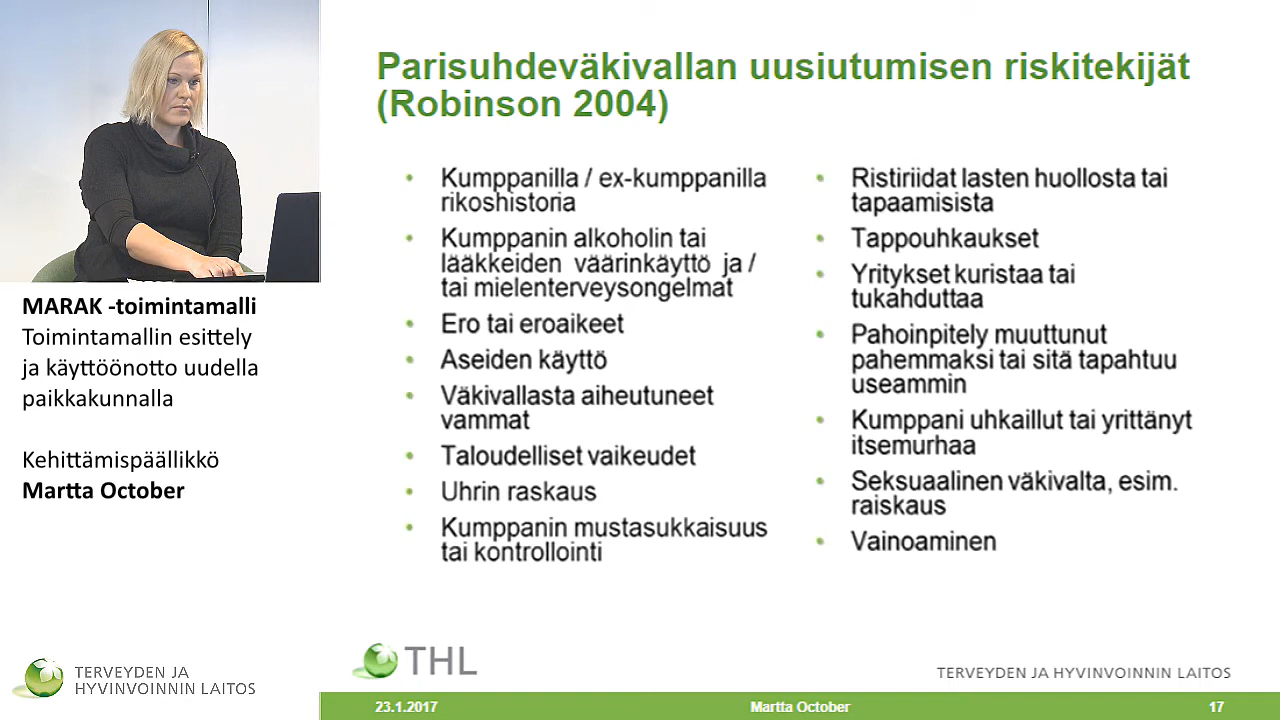 Parisuhdeväkivallan uusiutumisen riskitekijät
(Robinson 2004)
• Kumppanilla / ex-kumppanilla
rikoshistoria
• Kumppanin alkoholin tai
lääkkeiden väärinkäyttö ja /
tai mielenterveysongelmat
• Ero tai eroaikeet
• Aseiden käyttö
• Väkivallasta aiheutuneet
vammat
• Taloudelliset vaikeudet
• Uhrin raskaus
• Kumppanin mustasukkaisuus
tai kontrollointi
• Ristiriidat lasten huollosta tai
tapaamisista
• Tappouhkaukset
• Yritykset kuristaa tai
tukahduttaa
• Pahoinpitely muuttunut
pahemmaksi tai sitä tapahtuu
useammin
• Kumppani uhkaillut tai yrittänyt
itsemurhaa
• Seksuaalinen väkivalta, esim.
raiskaus
• Vainoaminen
MARAK -toimintamalli
Toimintamallin esittely
ja käyttöönotto uudella
paikkakunnalla
Kehittämispäällikkö
Martta October
TERVEYDEN JA
HYVINVOINNIN LAITOS
THL
TERVEYDEN JA HYVINVOINNIN LAITOS
23.1.2017
Martta October
17